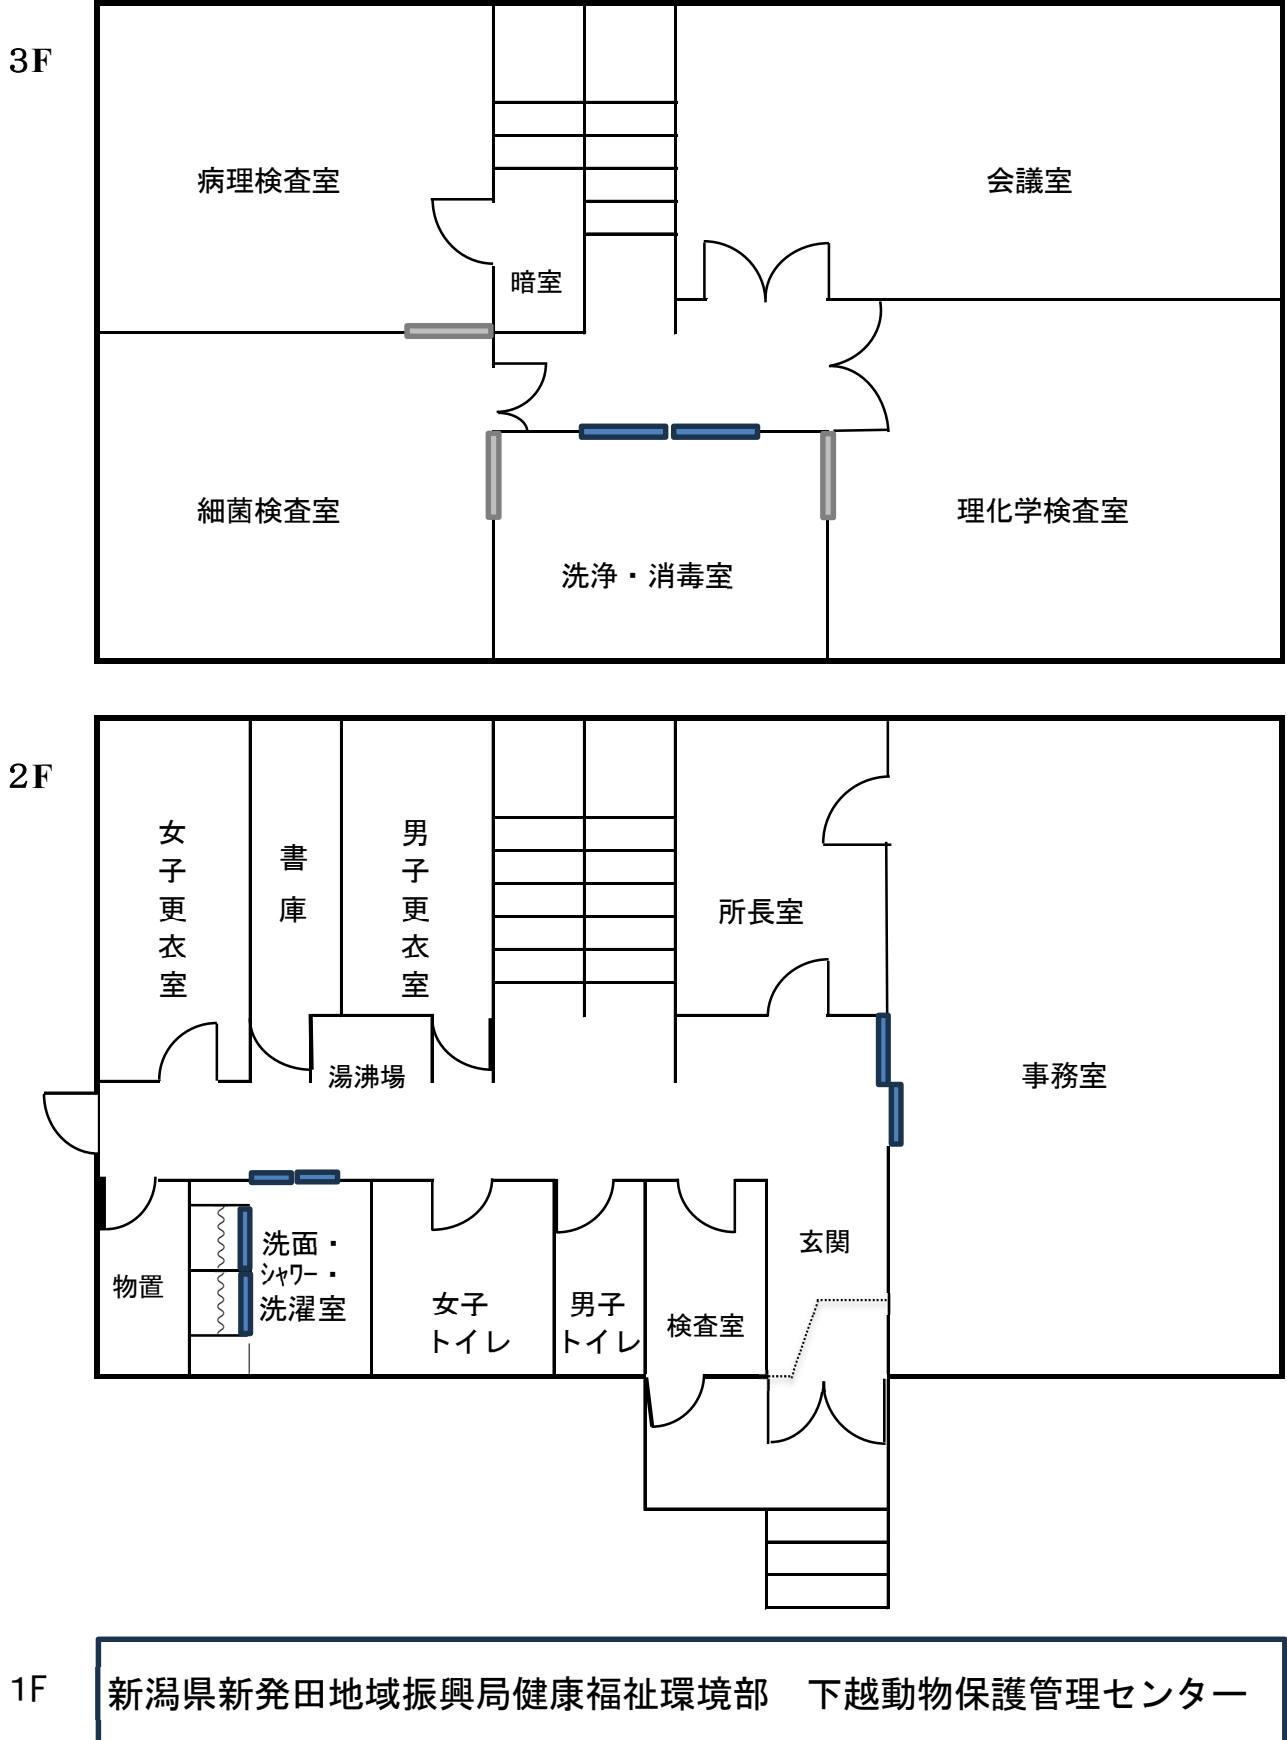 3F
病理検査室
会議室
暗室
細菌検査室
理化学検査室
洗浄・消毒室
2F
女子更衣室
書庫
男子更衣室
所長室
湯沸場
事務室
物置
洗面・
シャワー・
洗濯室
女子
トイレ
男子
トイレ
検査室
玄関
1F
新潟県新発田地域振興局健康福祉環境部　下越動物保護管理センター